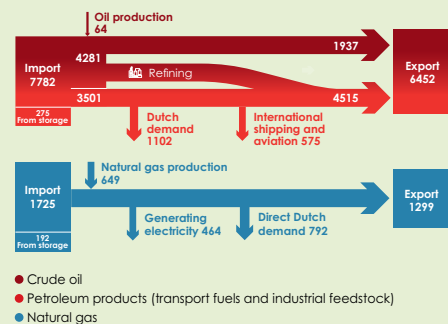 Oil production
64
Import
7782
4281
1937
Export
6452
Refining
3501
4515
275
From storage
Dutch
demand
1102
International
shipping and
aviation 575
Natural gas production
649
Import
1725
Export
1299
192
From storage
Generating
electricity 464
Direct Dutch
demand 792
Crude oil
Petroleum products (transport fuels and industrial feedstock)
Natural gas